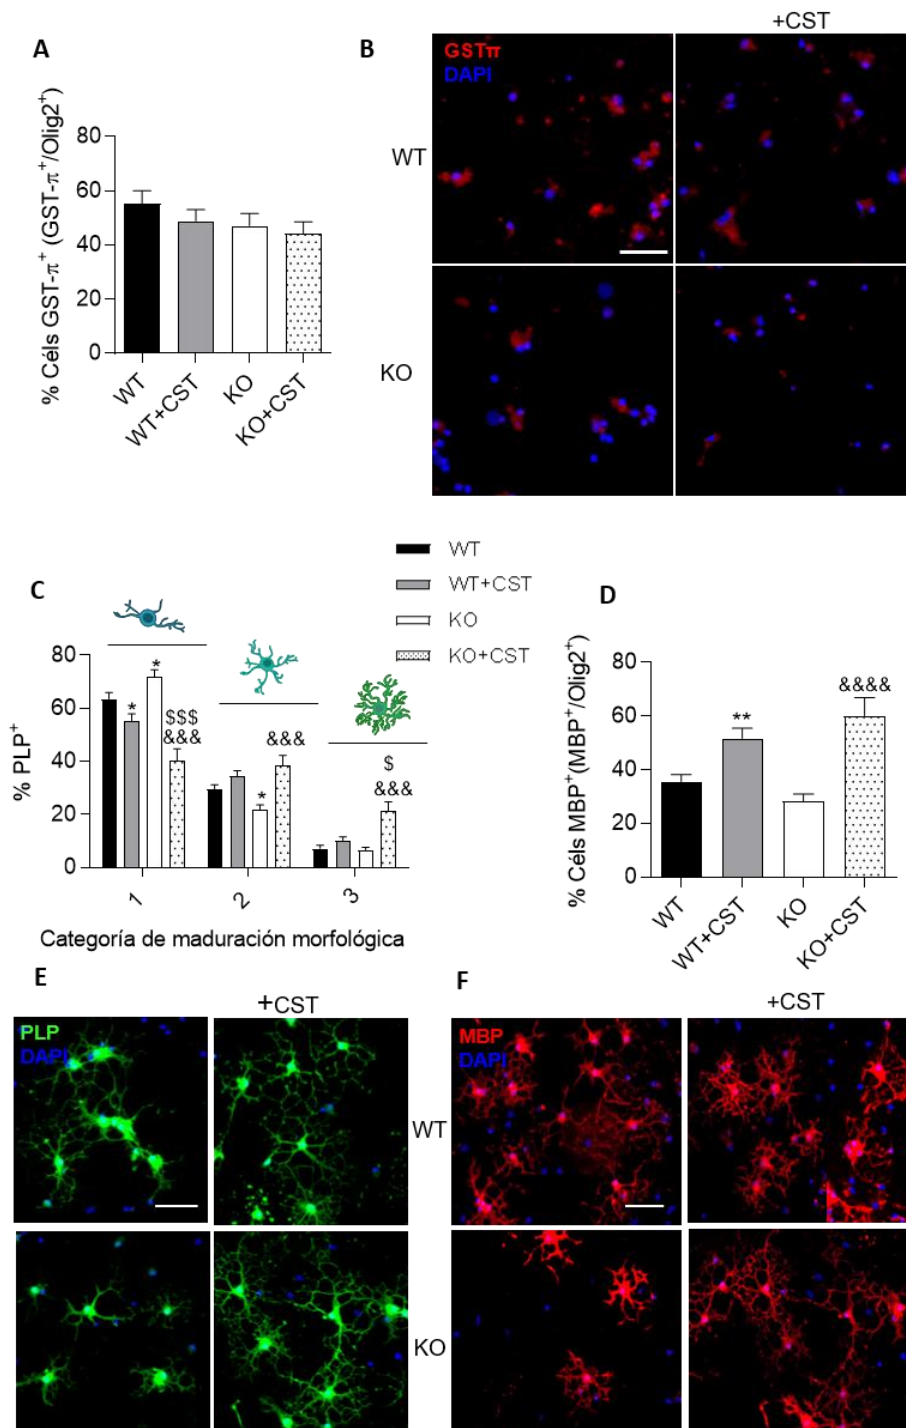 A
% Céls GST-π⁺ (GST-π⁺/Olig2⁺)
80
60
40
20
0
WT
WT+CST
KO
KO+CST
B
+CST
GSTπ
DAPI
WT
KO
WT
WT+CST
KO
KO+CST
C
% PLP⁺
80
60
40
20
0
*
*
$$$
&&&
*
&&&
$
&&&
1
2
3
Categoría de maduración morfológica
D
% Céls MBP⁺(MBP⁺/Olig2⁺)
80
60
40
20
0
**
&&&&
WT
WT+CST
KO
KO+CST
E
+CST
PLP
DAPI
F
+CST
MBP
DAPI
WT
KO